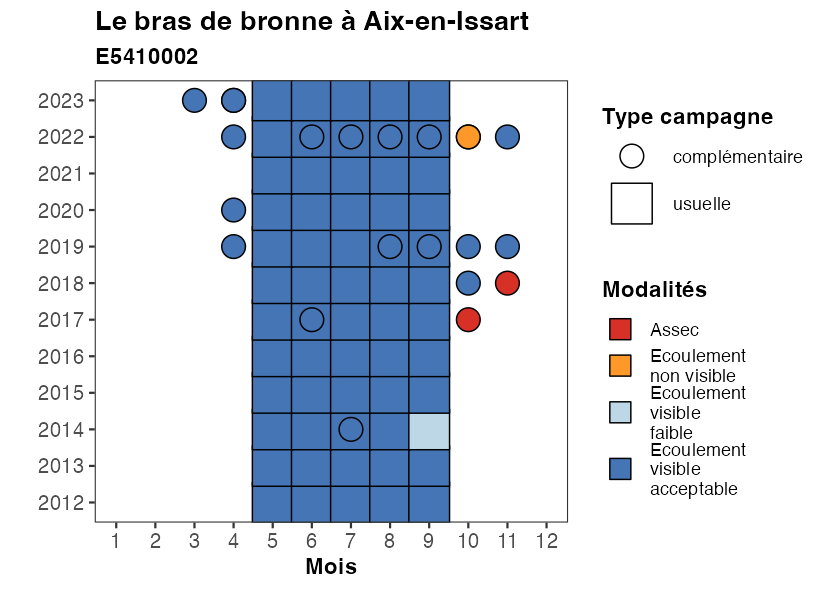 Le bras de bronne à Aix-en-Issart
E5410002
2023
2022
2021
2020
2019
2018
2017
2016
2015
2014
2013
2012
1 2 3 4 5 6 7 8 9 10 11 12
Mois
Type campagne
complémentaire
usuelle
Modalités
Assec
Ecoulement
non visible
Ecoulement
visible
faible
Ecoulement
visible
acceptable